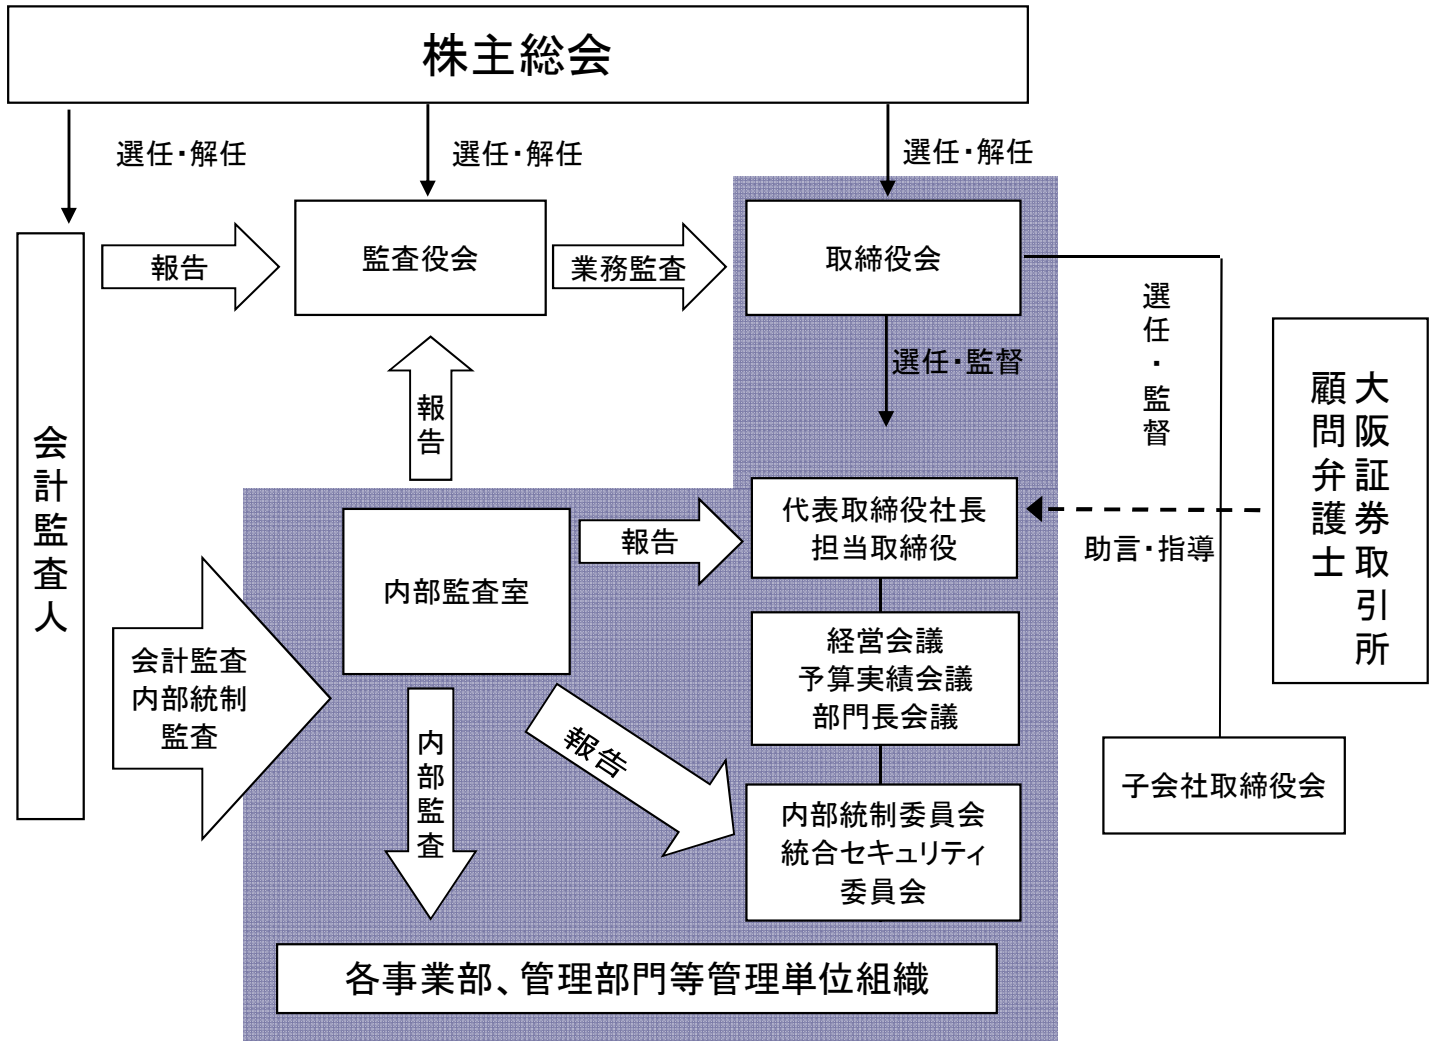 株主総会
選任・解任
選任・解任
選任・解任
報告
監査役会
業務監査
取締役会
選任・監督
選任・監督
大阪証券取引所
顧問弁護士
会計監査人
報告
内部監査室
報告
代表取締役社長
担当取締役
助言・指導
会計監査
内部統制
監査
経営会議
予算実績会議
部門長会議
内部監査
報告
子会社取締役会
内部統制委員会
統合セキュリティ
委員会
各事業部、管理部門等管理単位組織